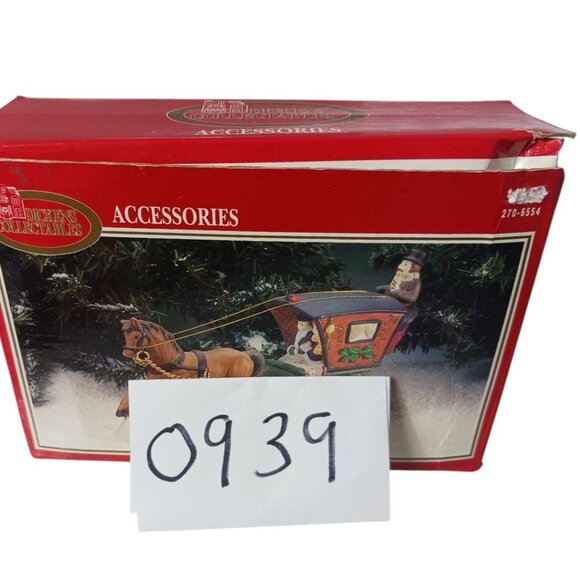 DICKENS
COLLECTABLES
ACCESSORIES
DICKENS
COLLECTABLES
ACCESSORIES
270-6554
0939